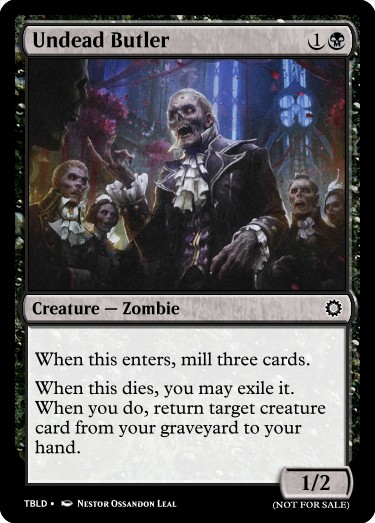 Undead Butler 1
Creature — Zombie
When this enters, mill three cards.
When this dies, you may exile it.
When you do, return target creature
card from your graveyard to your
hand.
1/2
TBLD • Nestor Ossandon Leal
(NOT FOR SALE)